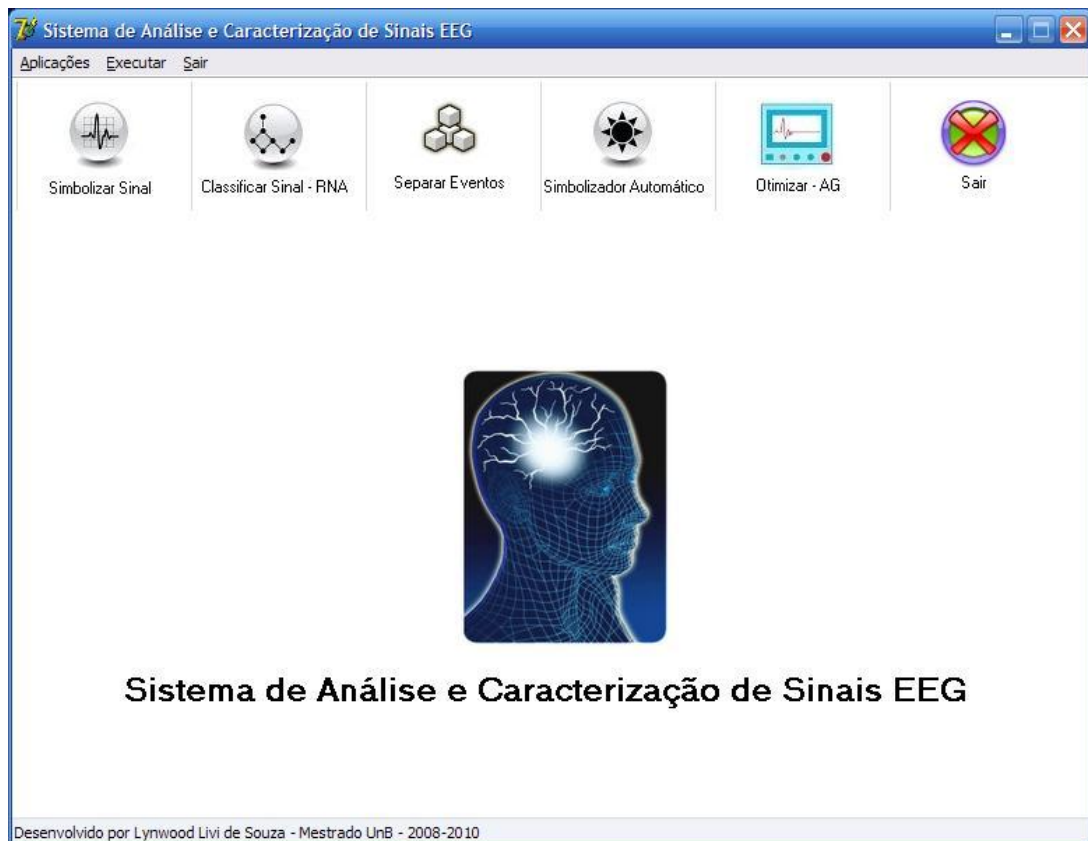 Sistema de Análise e Caracterização de Sinais EEG
Aplicações Executar Sair
Simbolizar Sinal
Classificar Sinal - RNA
Separar Eventos
Simbolizador Automático
Otimizar - AG
Sair
Sistema de Análise e Caracterização de Sinais EEG
Desenvolvido por Lynwood Livi de Souza - Mestrado UnB - 2008-2010